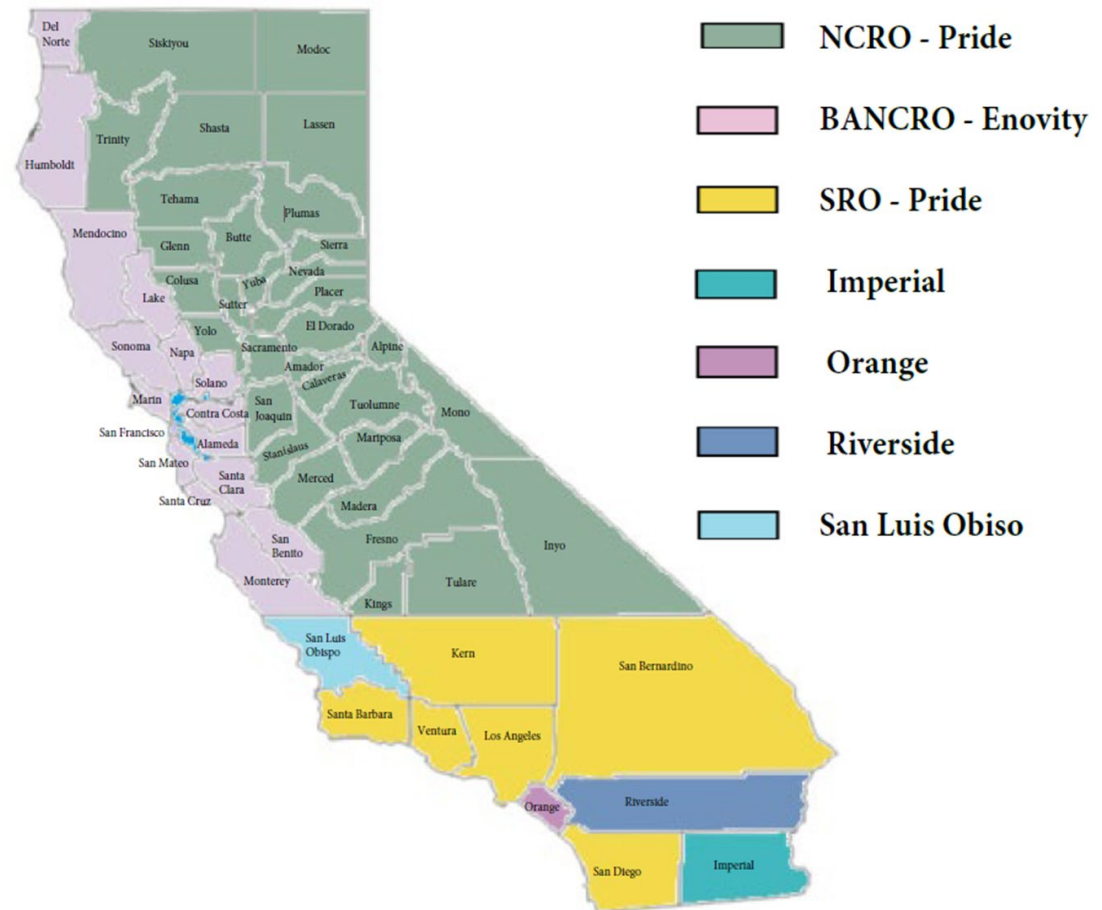 Del
Norte
Siskiyou
Modoc
Humboldt
Trinity
Shasta
Lassen
Tehama
Plumas
Mendocino
Glenn
Butte
Sierra
Colusa
Yuba
Nevada
Lake
Sutter
Placer
Yolo
El Dorado
Sonoma
Napa
Sacramento
Alpine
Solano
Amador
Calaveras
Marin
Contra Costa
San
Joaquin
Tuolumne
Mono
San Francisco
Alameda
Stanislaus
Mariposa
San Mateo
Santa
Clara
Merced
Santa Cruz
Madera
San
Benito
Fresno
Inyo
Monterey
Kings
Tulare
San Luis
Obispo
Kern
San Bernardino
Santa Barbara
Ventura
Los Angeles
Orange
Riverside
San Diego
Imperial
NCRO - Pride
BANCRO - Enovity
SRO - Pride
Imperial
Orange
Riverside
San Luis Obiso